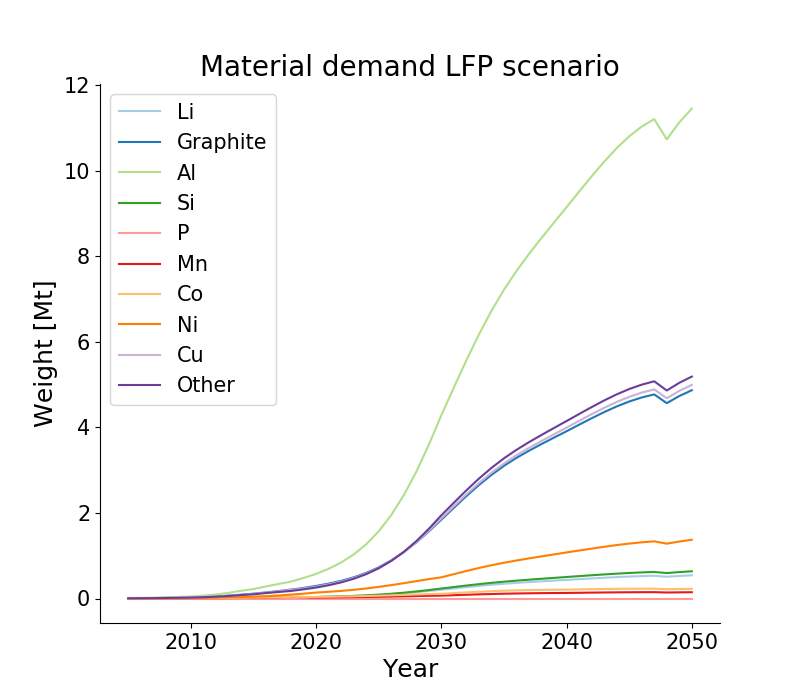 Material demand LFP scenario
12
10
8
6
4
2
0
Weight [Mt]
Li
Graphite
Al
Si
P
Mn
Co
Ni
Cu
Other
2010 2020 2030 2040 2050
Year